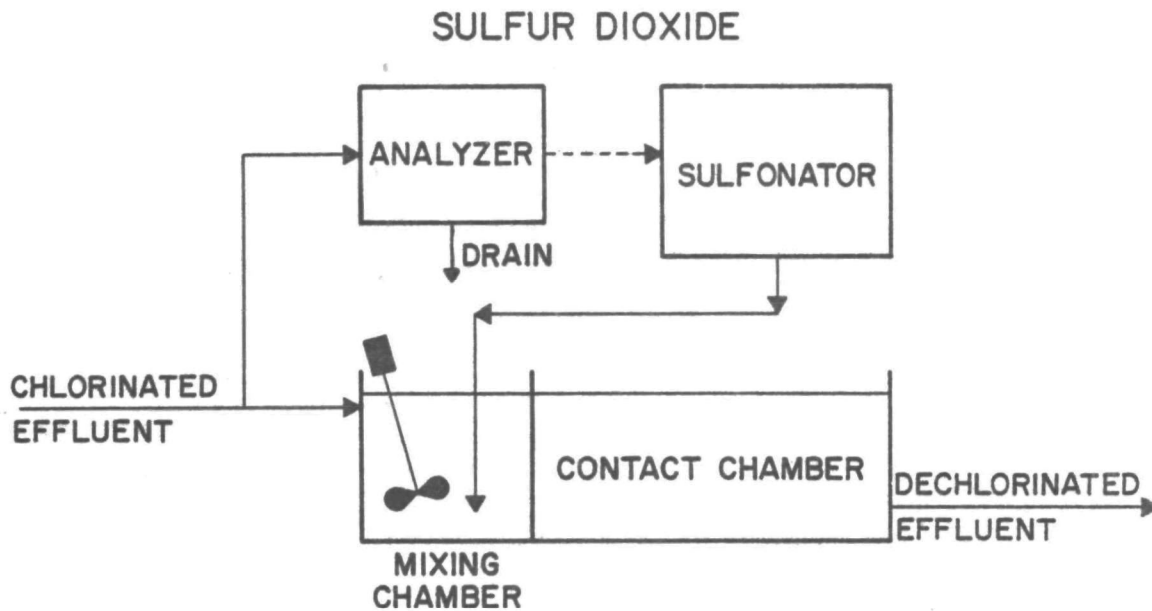 SULFUR DIOXIDE
ANALYZER
SULFONATOR
DRAIN
CHLORINATED
EFFLUENT
CONTACT CHAMBER
DECHLORINATED
EFFLUENT
MIXING
CHAMBER